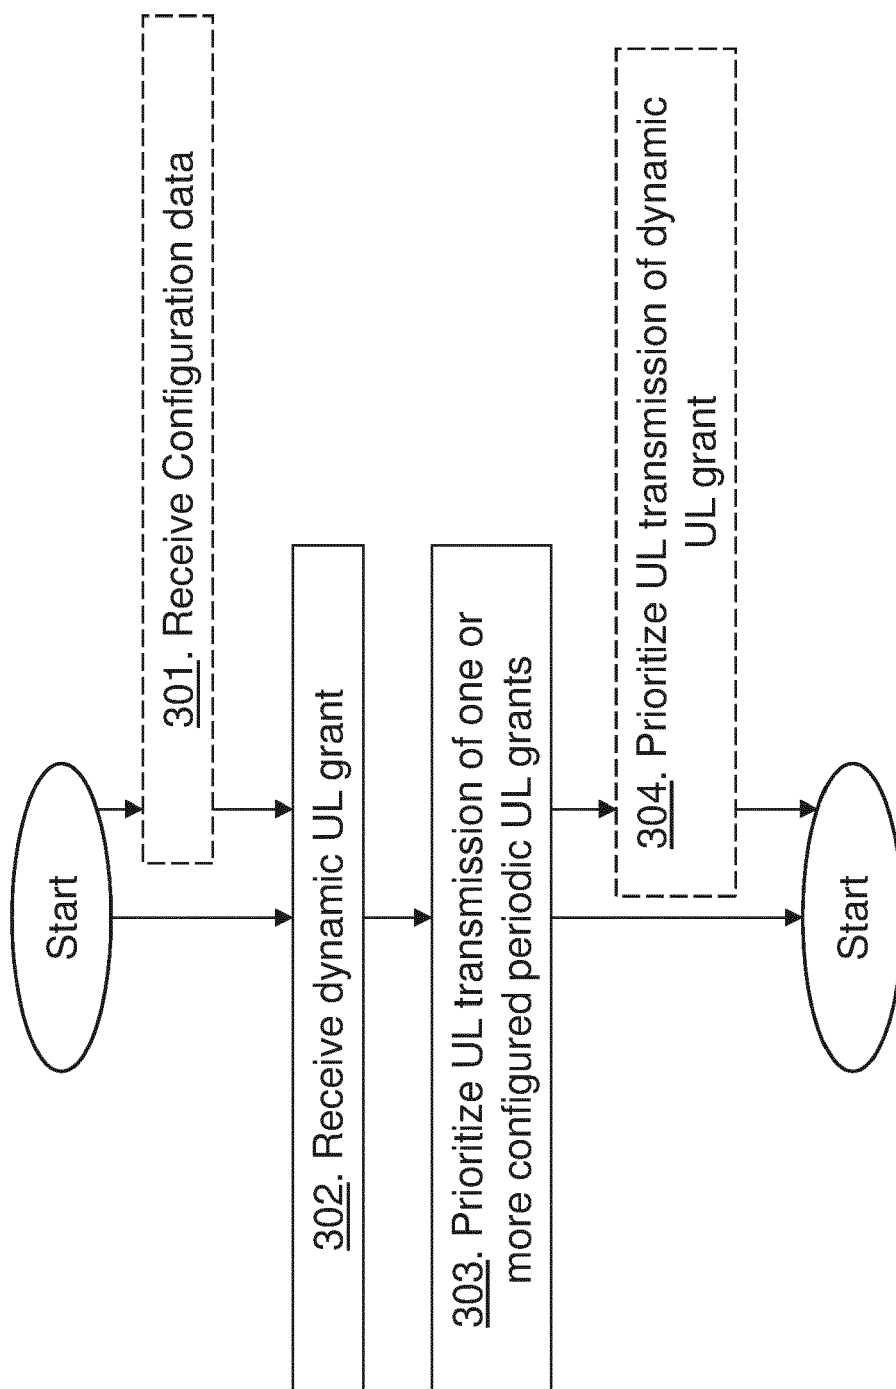 Start
301. Receive Configuration data
302. Receive dynamic UL grant
303. Prioritize UL transmission of one or
more configured periodic UL grants
304. Prioritize UL transmission of dynamic
UL grant
Start